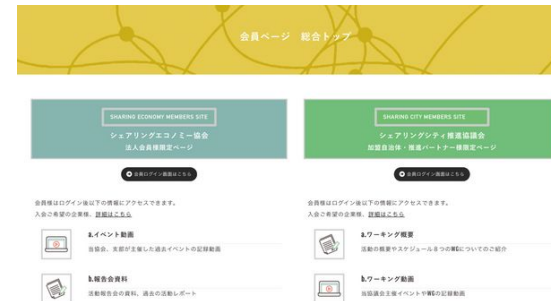 会員ページ 総合トップ
SHARING ECONOMY MEMBERS SITE
シェアリングエコノミー協会
法人会員様限定ページ
会員ログイン画面はこちら
会員様はログイン後以下の情報にアクセスできます。
入会ご希望の企業様、詳細はこちら
a.イベント動画
当協会、支部が主催した過去イベントの記録動画
b.報告会資料
活動報告会の資料、過去の活動レポート
SHARING CITY MEMBERS SITE
シェアリングシティ推進協議会
加盟自治体・推進パートナー様限定ページ
会員ログイン画面はこちら
会員様はログイン後以下の情報にアクセスできます。
入会ご希望の企業様、詳細はこちら
a.ワーキング概要
活動の概要やスケジュール８つのWGについてのご紹介
b.ワーキング動画
当協議会主催イベントやWGの記録動画